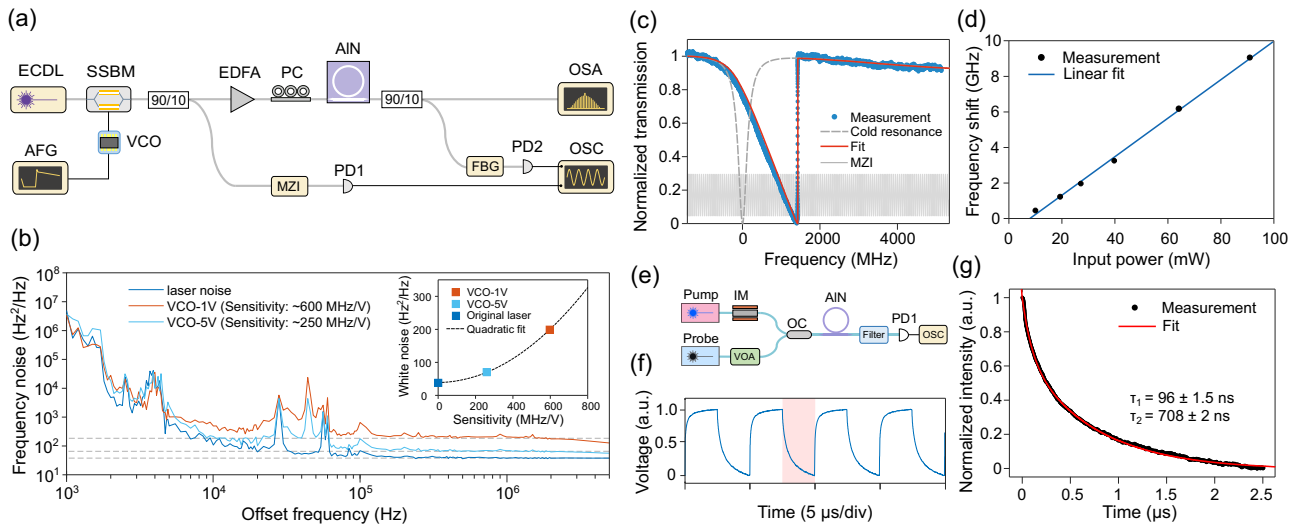 (a)
ECDL
SSBM
EDFA
PC
AlN
OSA
90/10
90/10
VCO
AFG
MZI
PD1
FBG
PD2
OSC
(b)
Frequency noise (Hz²/Hz)
10⁸
10⁷
10⁶
10⁵
10⁴
10³
10²
10¹
laser noise
VCO-1V (Sensitivity: ~600 MHz/V)
VCO-5V (Sensitivity: ~250 MHz/V)
10³
10⁴
10⁵
10⁶
Offset frequency (Hz)
White noise (Hz²/Hz)
300
200
100
0
VCO-1V
VCO-5V
Original laser
Quadratic fit
0 200 400 600 800
Sensitivity (MHz/V)
(c)
Normalized transmission
1
0.8
0.6
0.4
0.2
0
Measurement
Cold resonance
Fit
MZI
0 2000 4000
Frequency (MHz)
(d)
Frequency shift (GHz)
10
8
6
4
2
0
Measurement
Linear fit
0 20 40 60 80 100
Input power (mW)
(e)
Pump
IM
Probe
VOA
OC
AlN
Filter
PD1
OSC
(f)
Voltage (a.u.)
1.0
0.5
0
Time (5 µs/div)
(g)
Normalized intensity (a.u.)
1.0
0.8
0.6
0.4
0.2
0
Measurement
Fit
τ₁ = 96 ± 1.5 ns
τ₂ = 708 ± 2 ns
0 0.5 1 1.5 2 2.5
Time (µs)